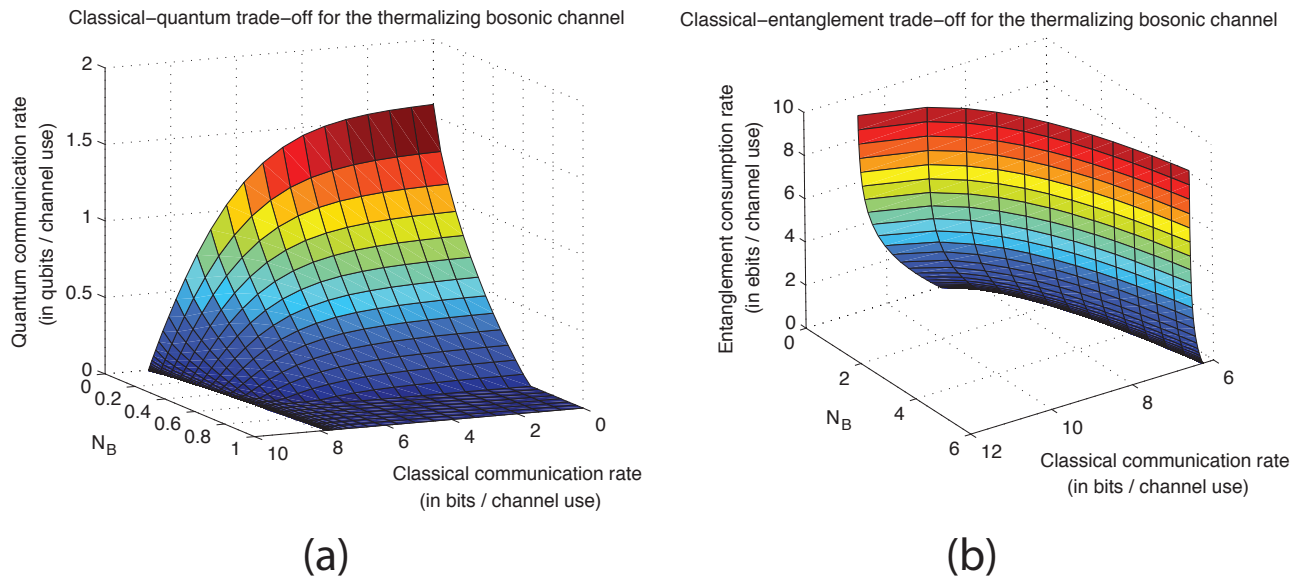 Classical−quantum trade−off for the thermalizing bosonic channel
2
1.5
1
0.5
0
Quantum communication rate
(in qubits / channel use)
0
0.2
0.4
0.6
0.8
1
N_B
10
8
6
4
2
0
Classical communication rate
(in bits / channel use)
(a)
Classical−entanglement trade−off for the thermalizing bosonic channel
10
8
6
4
2
0
Entanglement consumption rate
(in ebits / channel use)
0
2
4
6
N_B
12
10
8
6
Classical communication rate
(in bits / channel use)
(b)